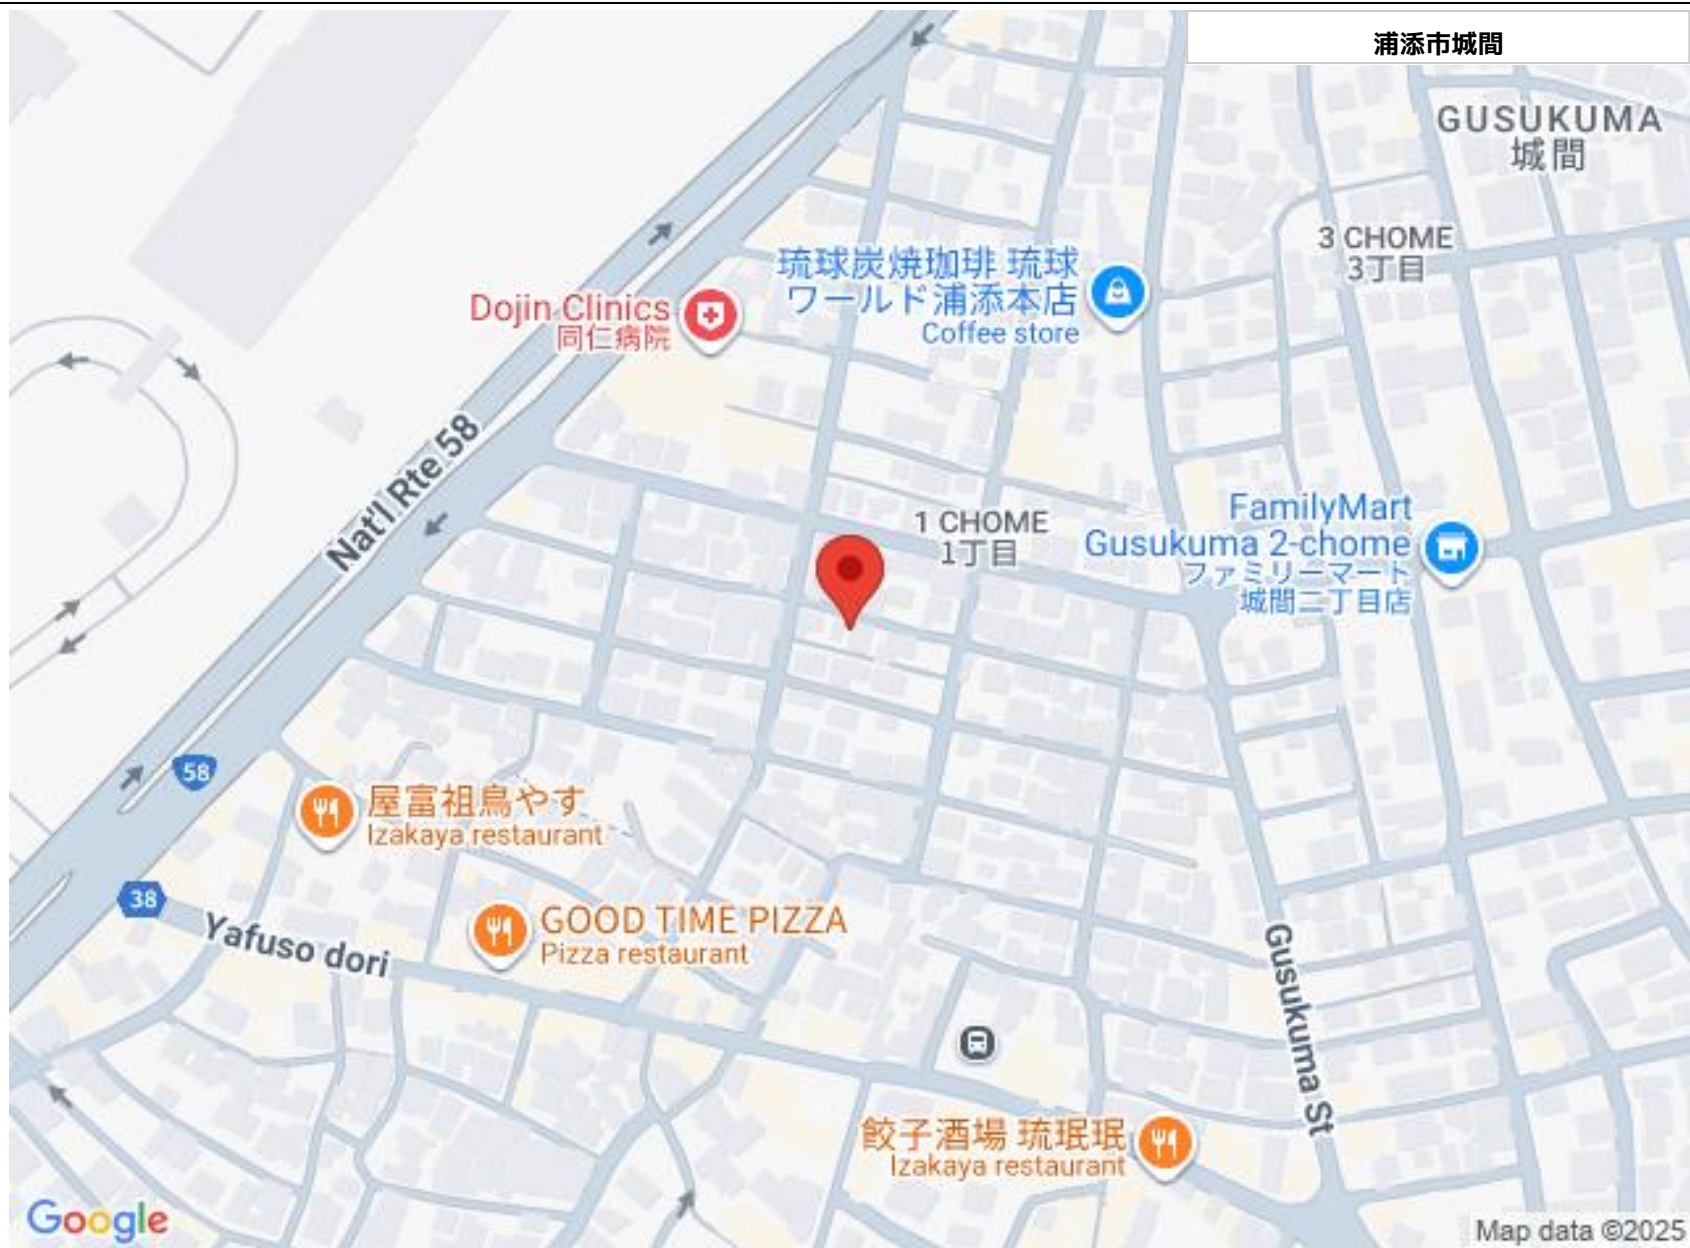 浦添市城間
GUSUKUMA
城間
3 CHOME
3丁目
琉球炭焼珈琲 琉球
ワールド浦添本店
Coffee store
Dojin Clinics
同仁病院
Nat'l Rte 58
1 CHOME
1丁目
FamilyMart
Gusukuma 2-chome
ファミリーマート
城間二丁目店
58
屋富祖鳥やす
Izakaya restaurant
38
Yafuso dori
GOOD TIME PIZZA
Pizza restaurant
Gusukuma St
餃子酒場 琉珉珉
Izakaya restaurant
Google
Map data ©2025